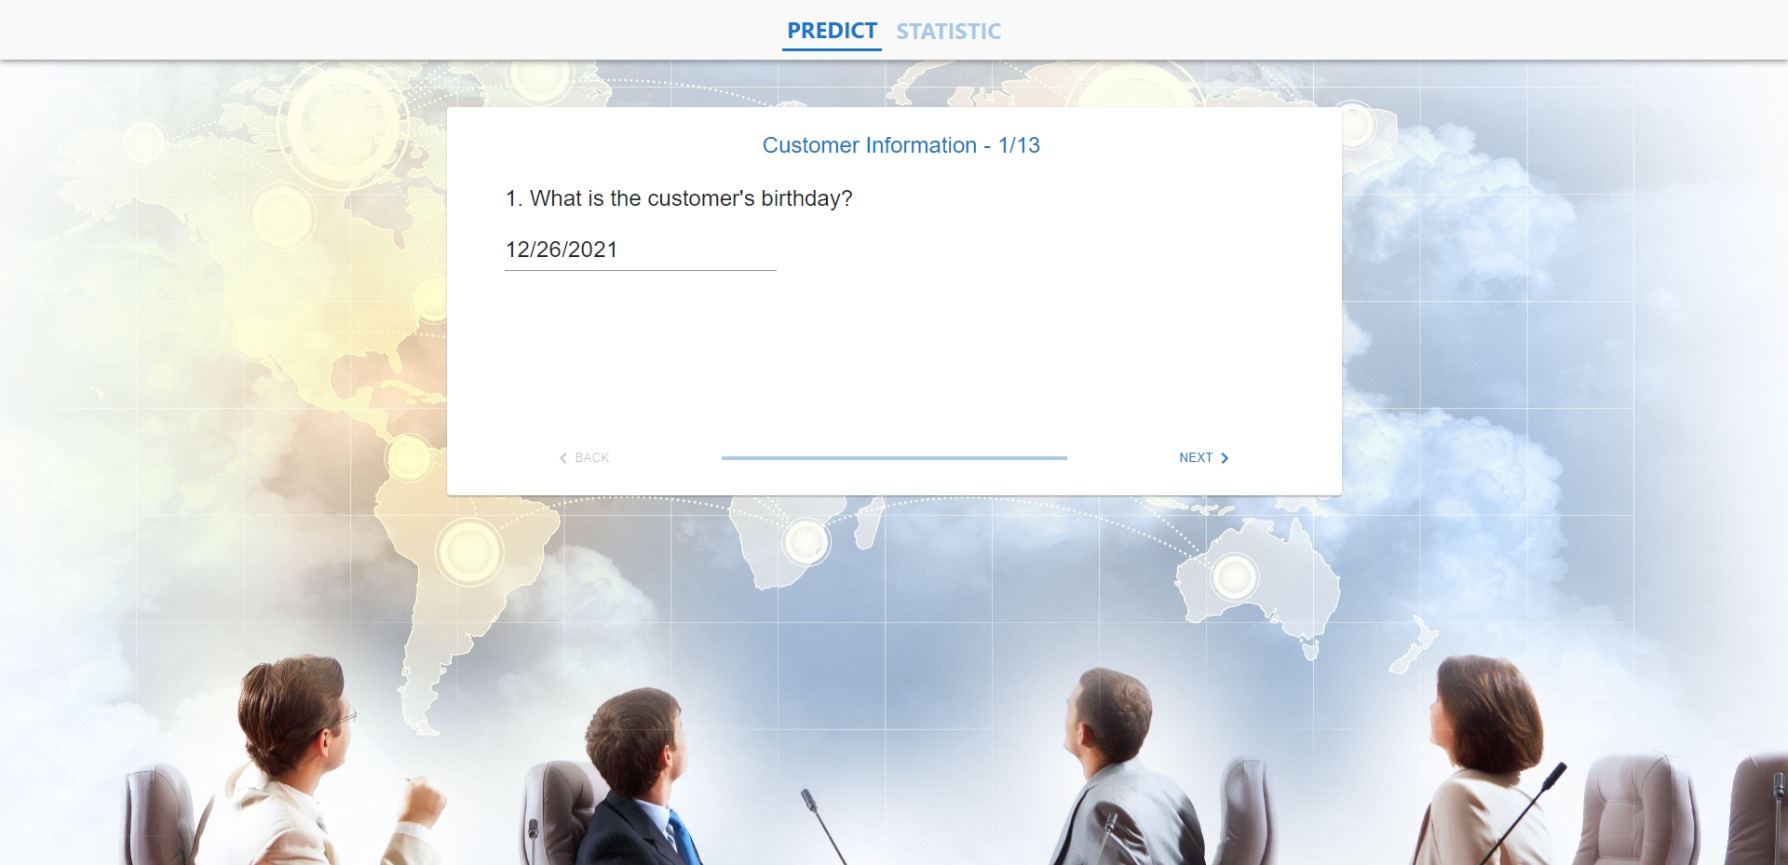 PREDICT STATISTIC
Customer Information - 1/13
1. What is the customer's birthday?
12/26/2021
BACK NEXT